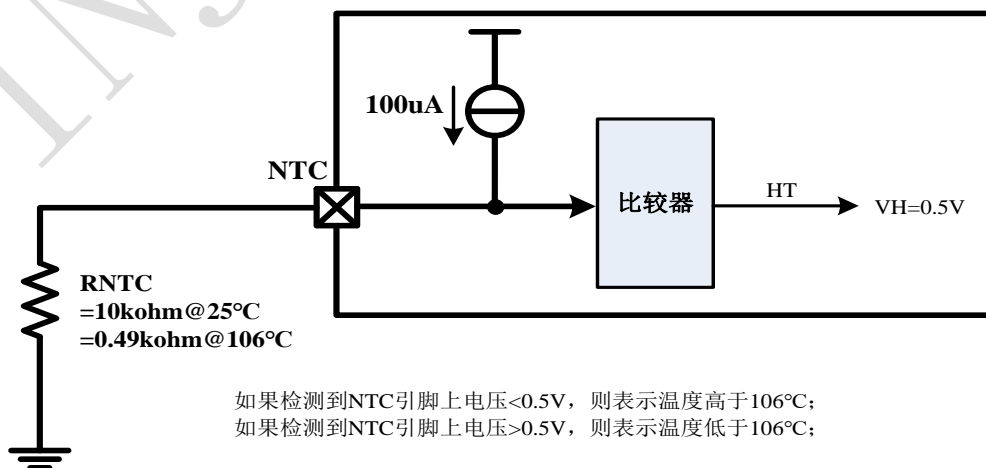 100uA
NTC
比较器
HT
VH=0.5V
RNTC
=10kohm@25℃
=0.49kohm@106℃
如果检测到NTC引脚上电压<0.5V，则表示温度高于106℃；
如果检测到NTC引脚上电压>0.5V，则表示温度低于106℃；